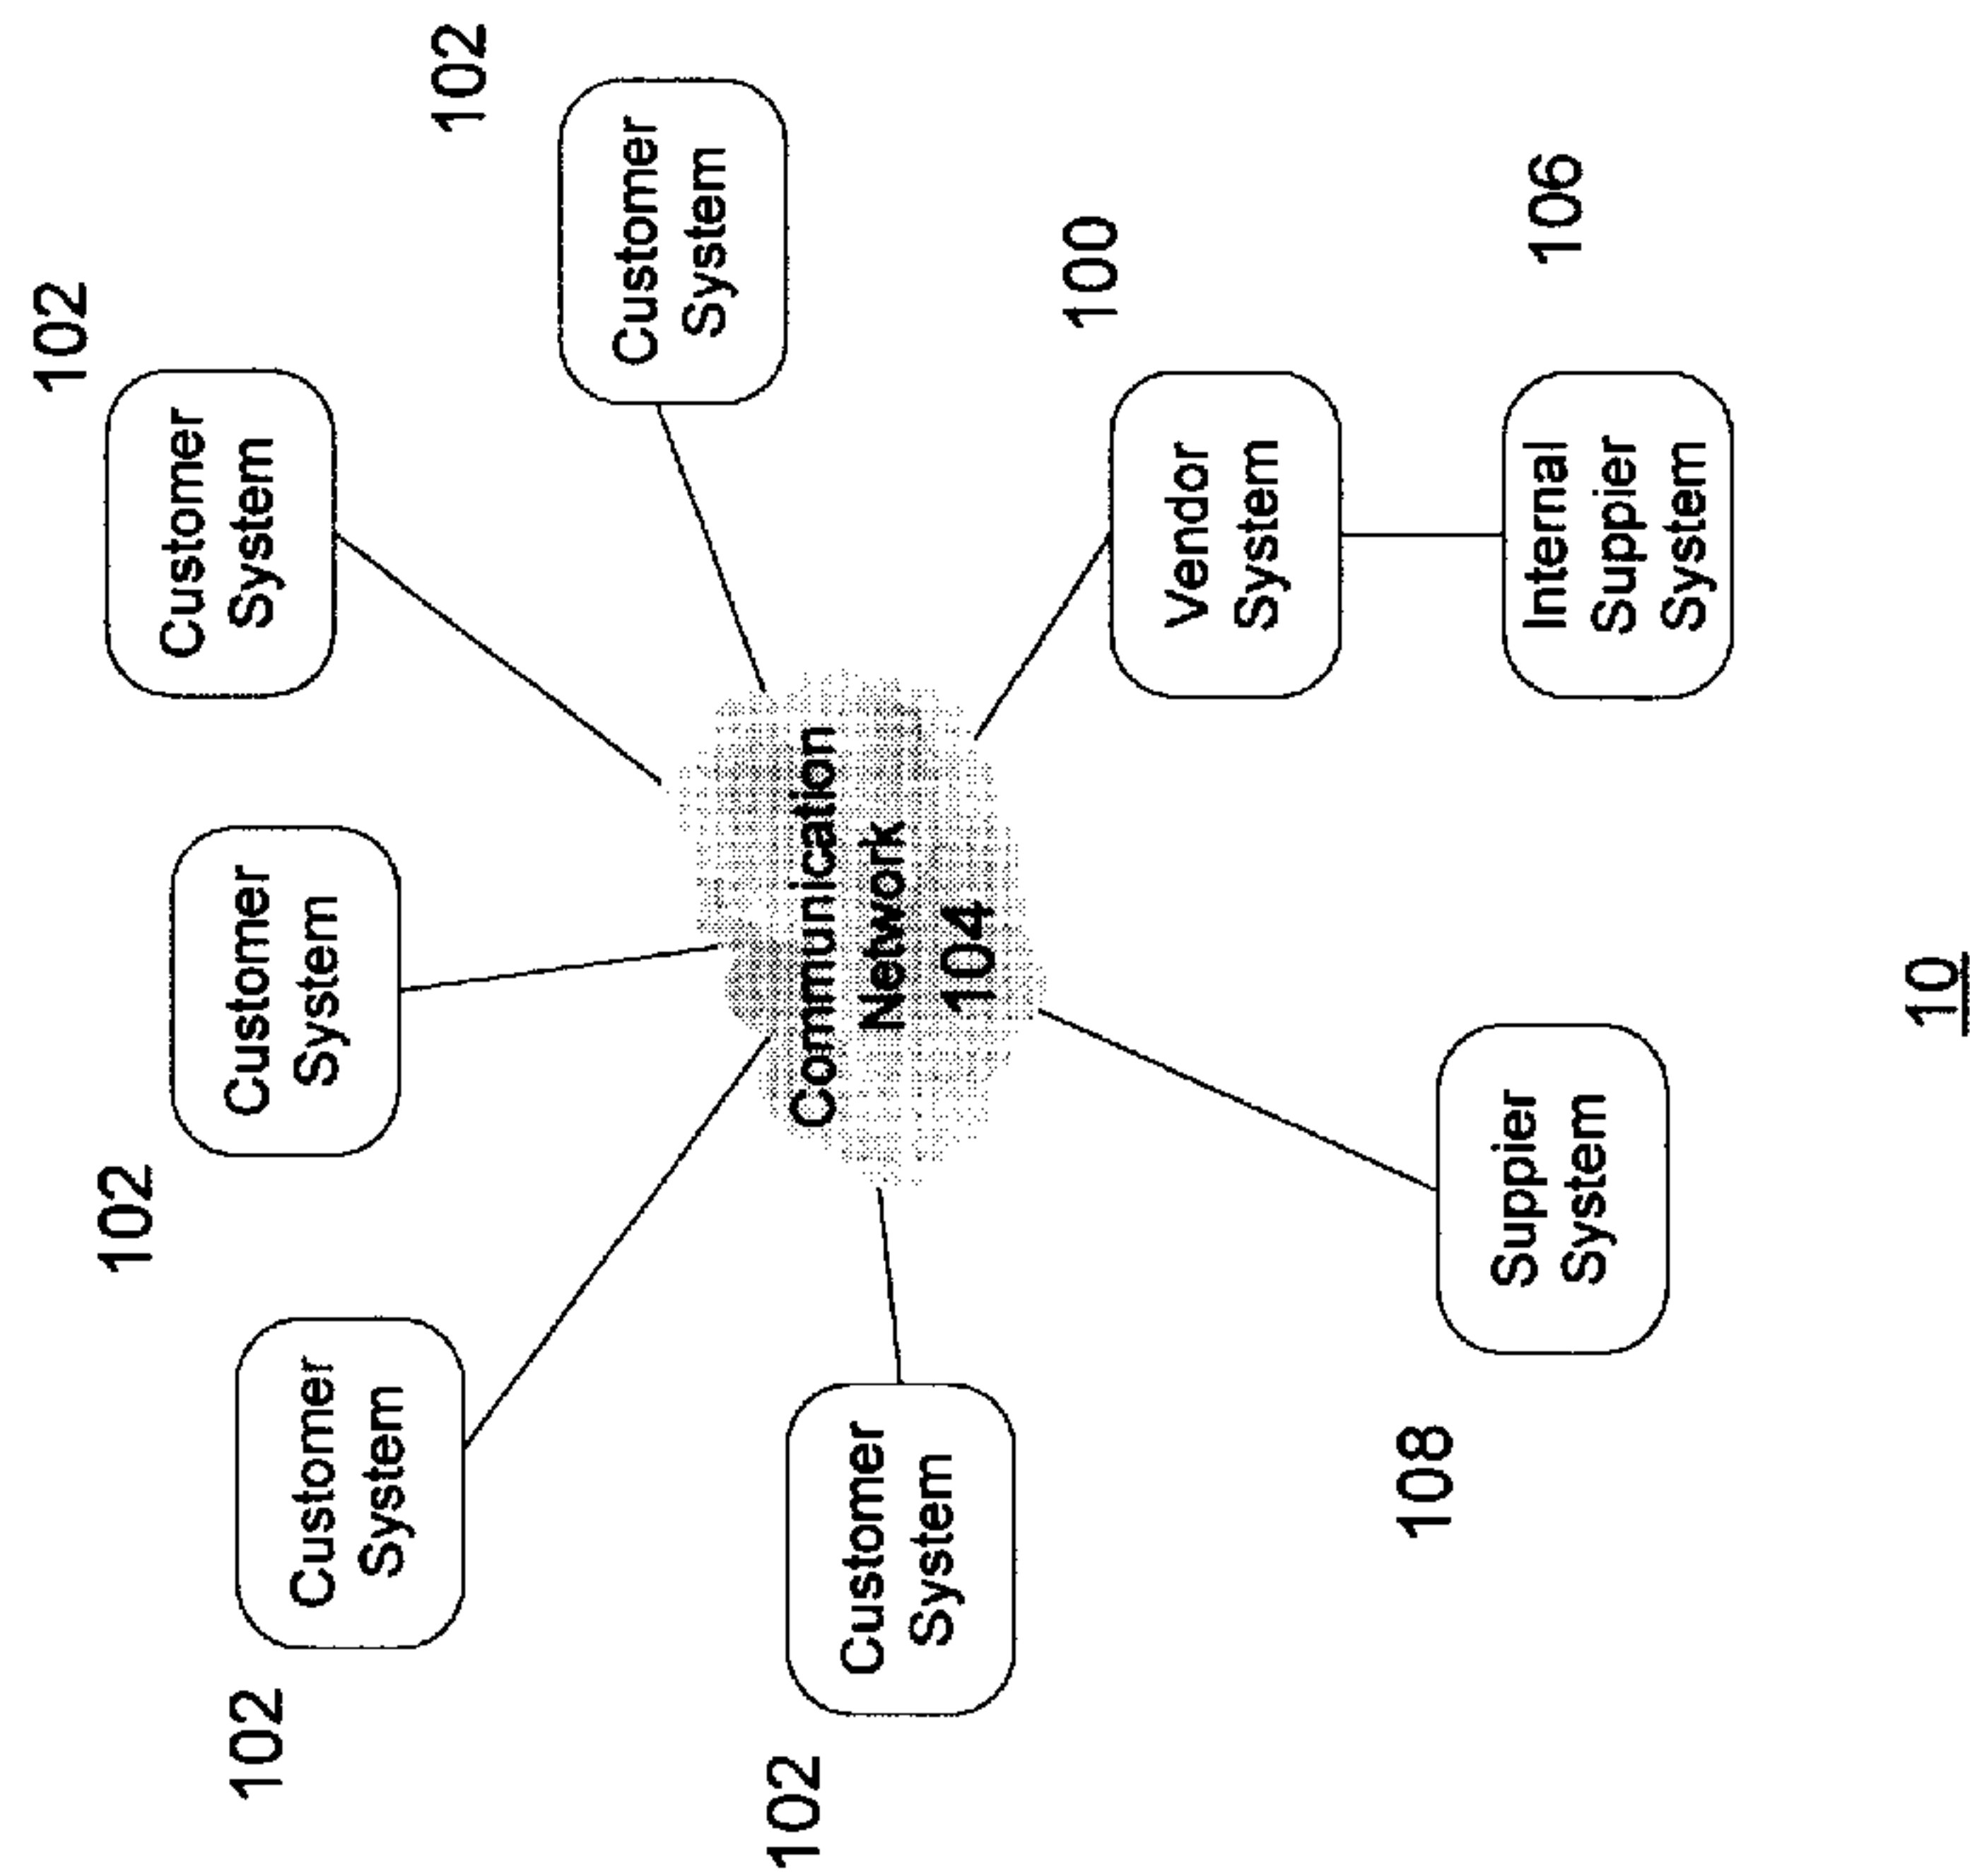 102
Customer
System
102
Customer
System
102
Customer
System
102
Customer
System
102
Customer
System
Communication
Network
104
100
Vendor
System
106
Internal
Suppier
System
108
Suppier
System
10